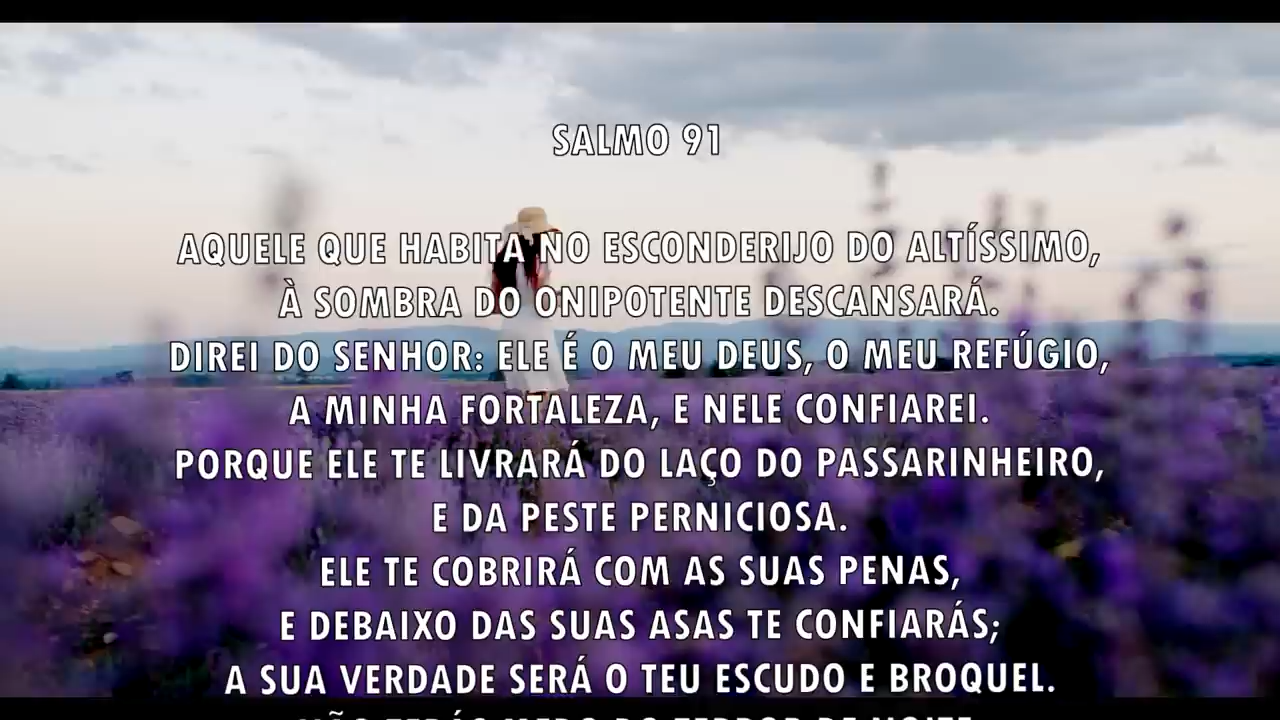 SALMO 91
AQUELE QUE HABITA NO ESCONDERIJO DO ALTÍSSIMO,
À SOMBRA DO ONIPOTENTE DESCANSARÁ.
DIREI DO SENHOR: ELE É O MEU DEUS, O MEU REFÚGIO,
A MINHA FORTALEZA, E NELE CONFIAREI.
PORQUE ELE TE LIVRARÁ DO LAÇO DO PASSARINHEIRO,
E DA PESTE PERNICIOSA.
ELE TE COBRIRÁ COM AS SUAS PENAS,
E DEBAIXO DAS SUAS ASAS TE CONFIARÁS;
A SUA VERDADE SERÁ O TEU ESCUDO E BROQUEL.